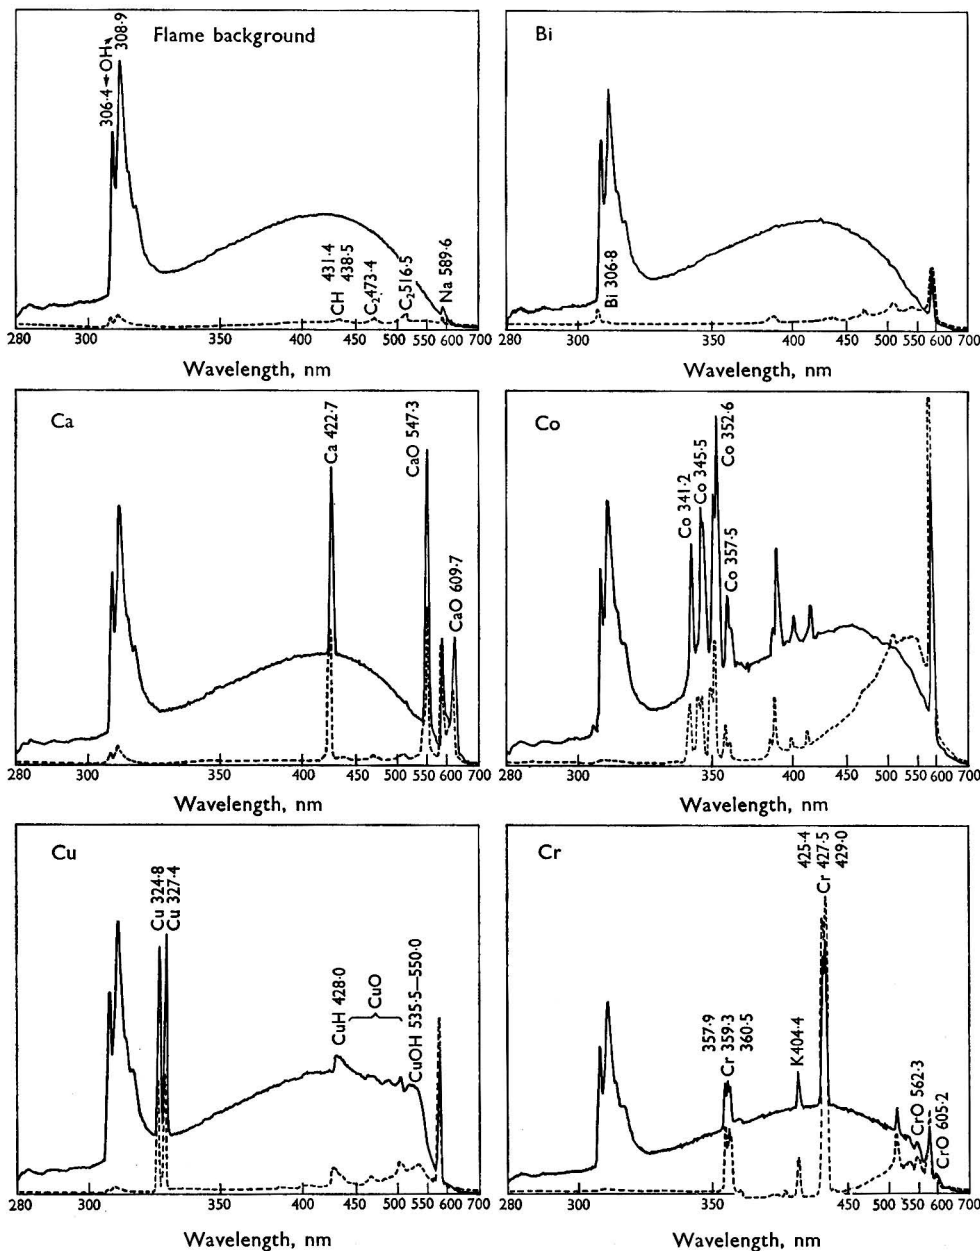 Flame background
306·4 ← OH
308·9
CH 431·4
438·5
C₂473·4
C₂516·5
Na 589·6
280 300 350 400 450 500 550 600 700
Wavelength, nm
Bi
Bi 306·8
280 300 350 400 450 500 550 600 700
Wavelength, nm
Ca
Ca 422·7
CaO 547·3
CaO 609·7
280 300 350 400 450 500 550 600 700
Wavelength, nm
Co
Co 341·2
Co 345·5
Co 352·6
Co 357·5
280 300 350 400 450 500 550 600 700
Wavelength, nm
Cu
Cu 324·8
Cu 327·4
CuH 428·0
CuO
CuOH 535·5—550·0
280 300 350 400 450 500 550 600 700
Wavelength, nm
Cr
357·9
Cr 359·3
360·5
K404·4
425·4
Cr 427·5
429·0
CrO 562·3
CrO 605·2
280 300 350 400 450 500 550 600 700
Wavelength, nm